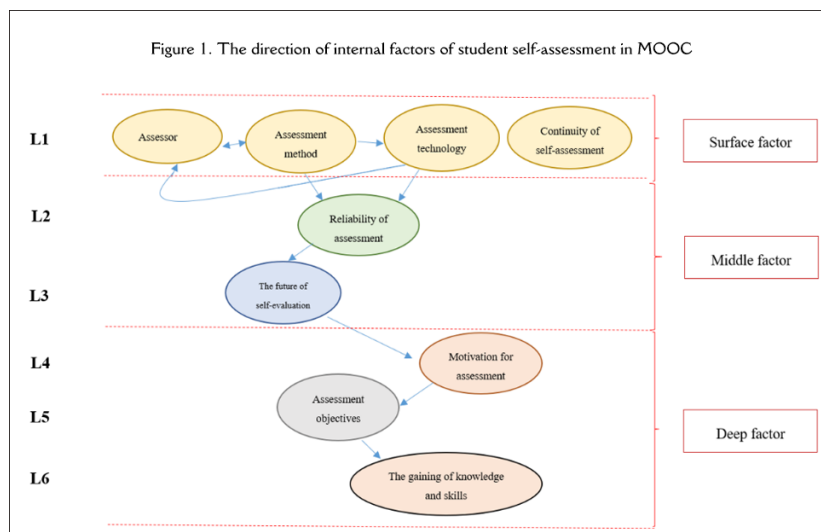 Figure 1. The direction of internal factors of student self-assessment in MOOC
L1
Assessor
Assessment
method
Assessment
technology
Continuity of
self-assessment
Surface factor
L2
Reliability of
assessment
Middle factor
L3
The future of
self-evaluation
L4
Motivation for
assessment
L5
Assessment
objectives
Deep factor
L6
The gaining of knowledge
and skills